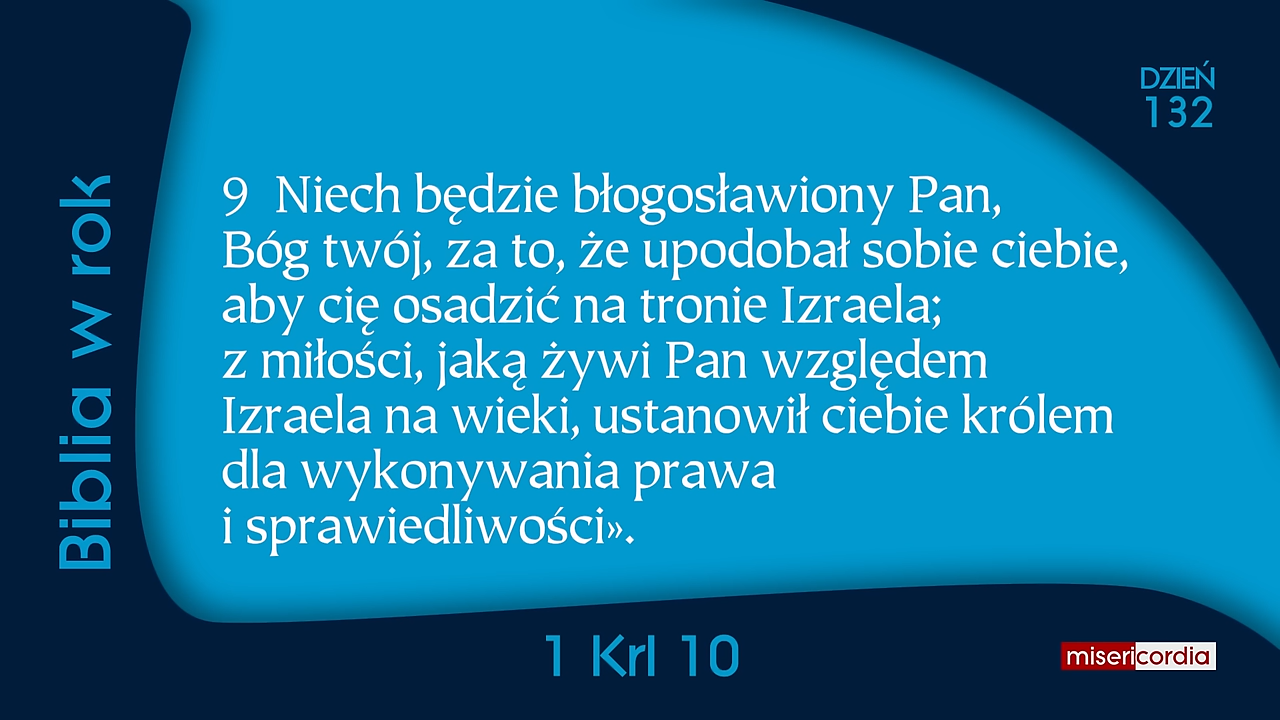 DZIEŃ
132
Biblia w rok
9 Niech będzie błogosławiony Pan,
Bóg twój, za to, że upodobał sobie ciebie,
aby cię osadzić na tronie Izraela;
z miłości, jaką żywi Pan względem
Izraela na wieki, ustanowił ciebie królem
dla wykonywania prawa
i sprawiedliwości».
1 Krl 10
misericordia